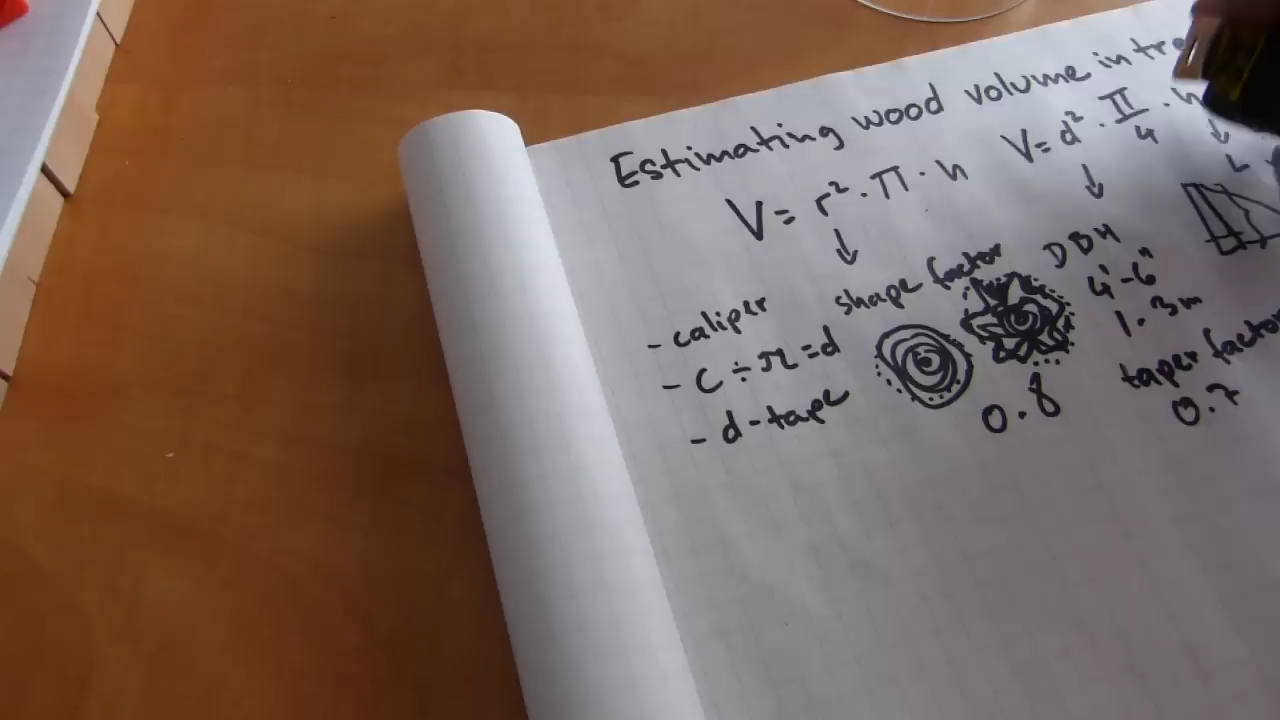 Estimating wood volume in tre
V= r². π . h
V= d² . π/4 . h
↓
↓
↓
L
shape factor
- caliper
- C ÷ π = d
- d-tape
0.8
DBH
4'-6"
1.3m
taper factor
0.7